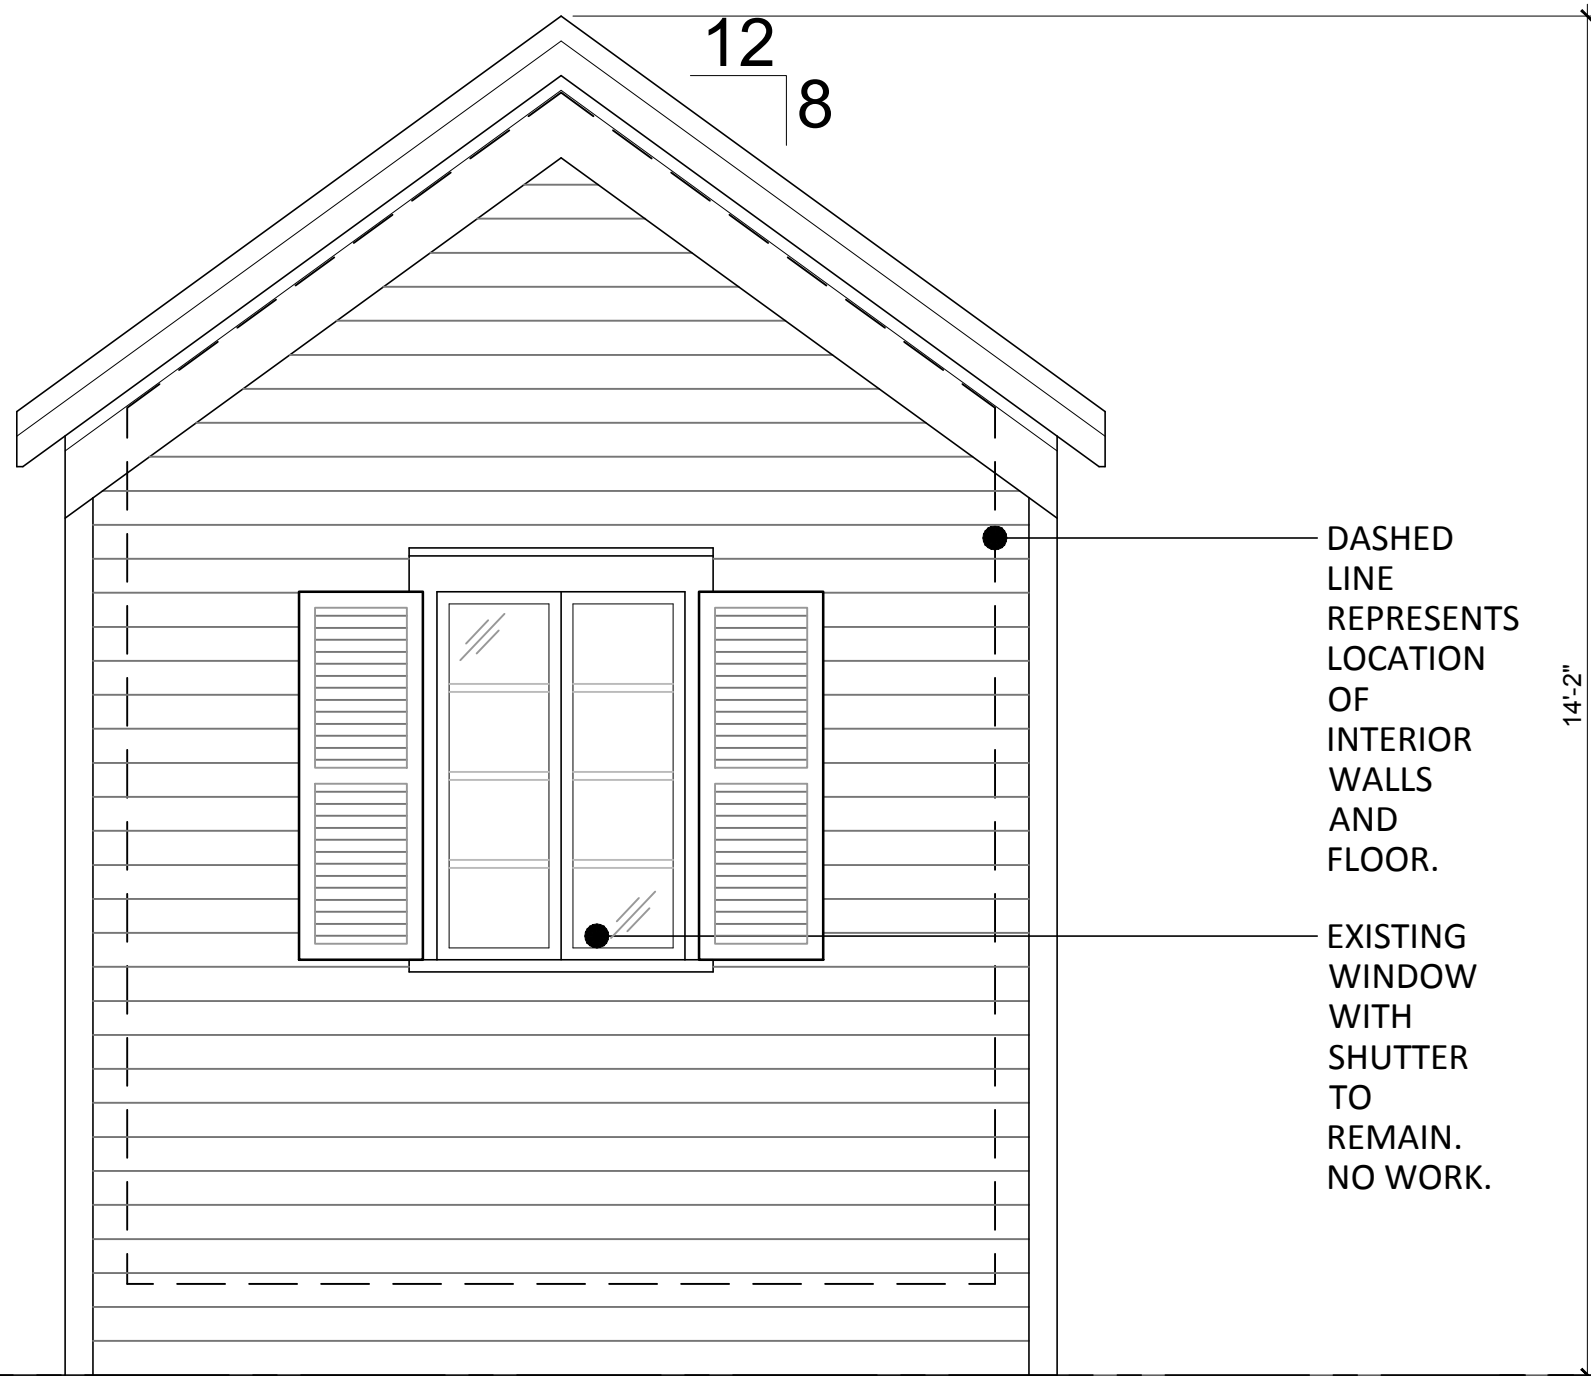 12
8
DASHED
LINE
REPRESENTS
LOCATION
OF
INTERIOR
WALLS
AND
FLOOR.
EXISTING
WINDOW
WITH
SHUTTER
TO
REMAIN.
NO WORK.
14'-2"